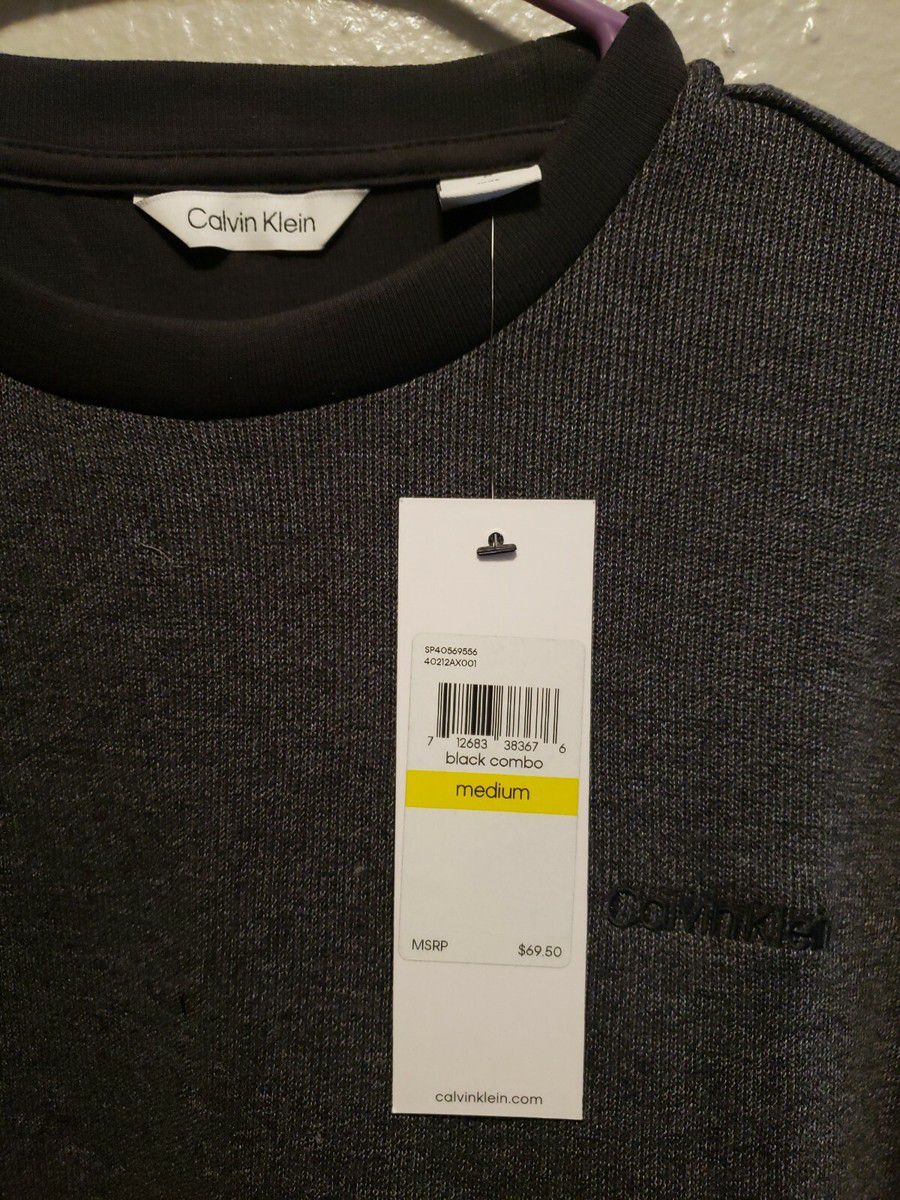 Calvin Klein
SP40569556
40212AX001
7 12683 38367 6
black combo
medium
MSRP $69.50
Calvin Klein
calvinklein.com